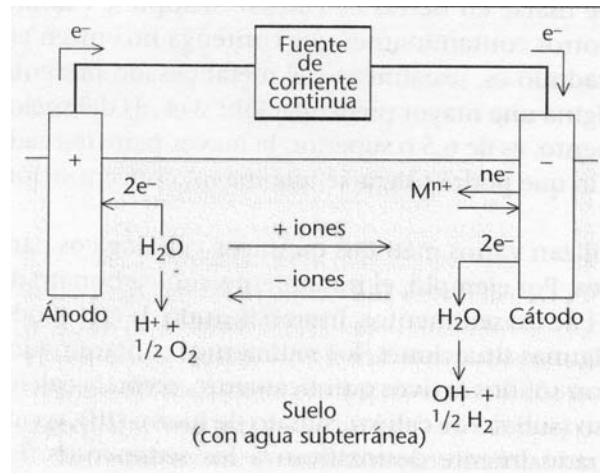 e-
Fuente
de
corriente
continua
e-
+
2e-
H₂O
H⁺ +
1/2 O₂
Ánodo
+ iones
- iones
Suelo
(con agua subterránea)
ne-
Mⁿ⁺
2e-
H₂O
OH- +
1/2 H₂
Cátodo
-